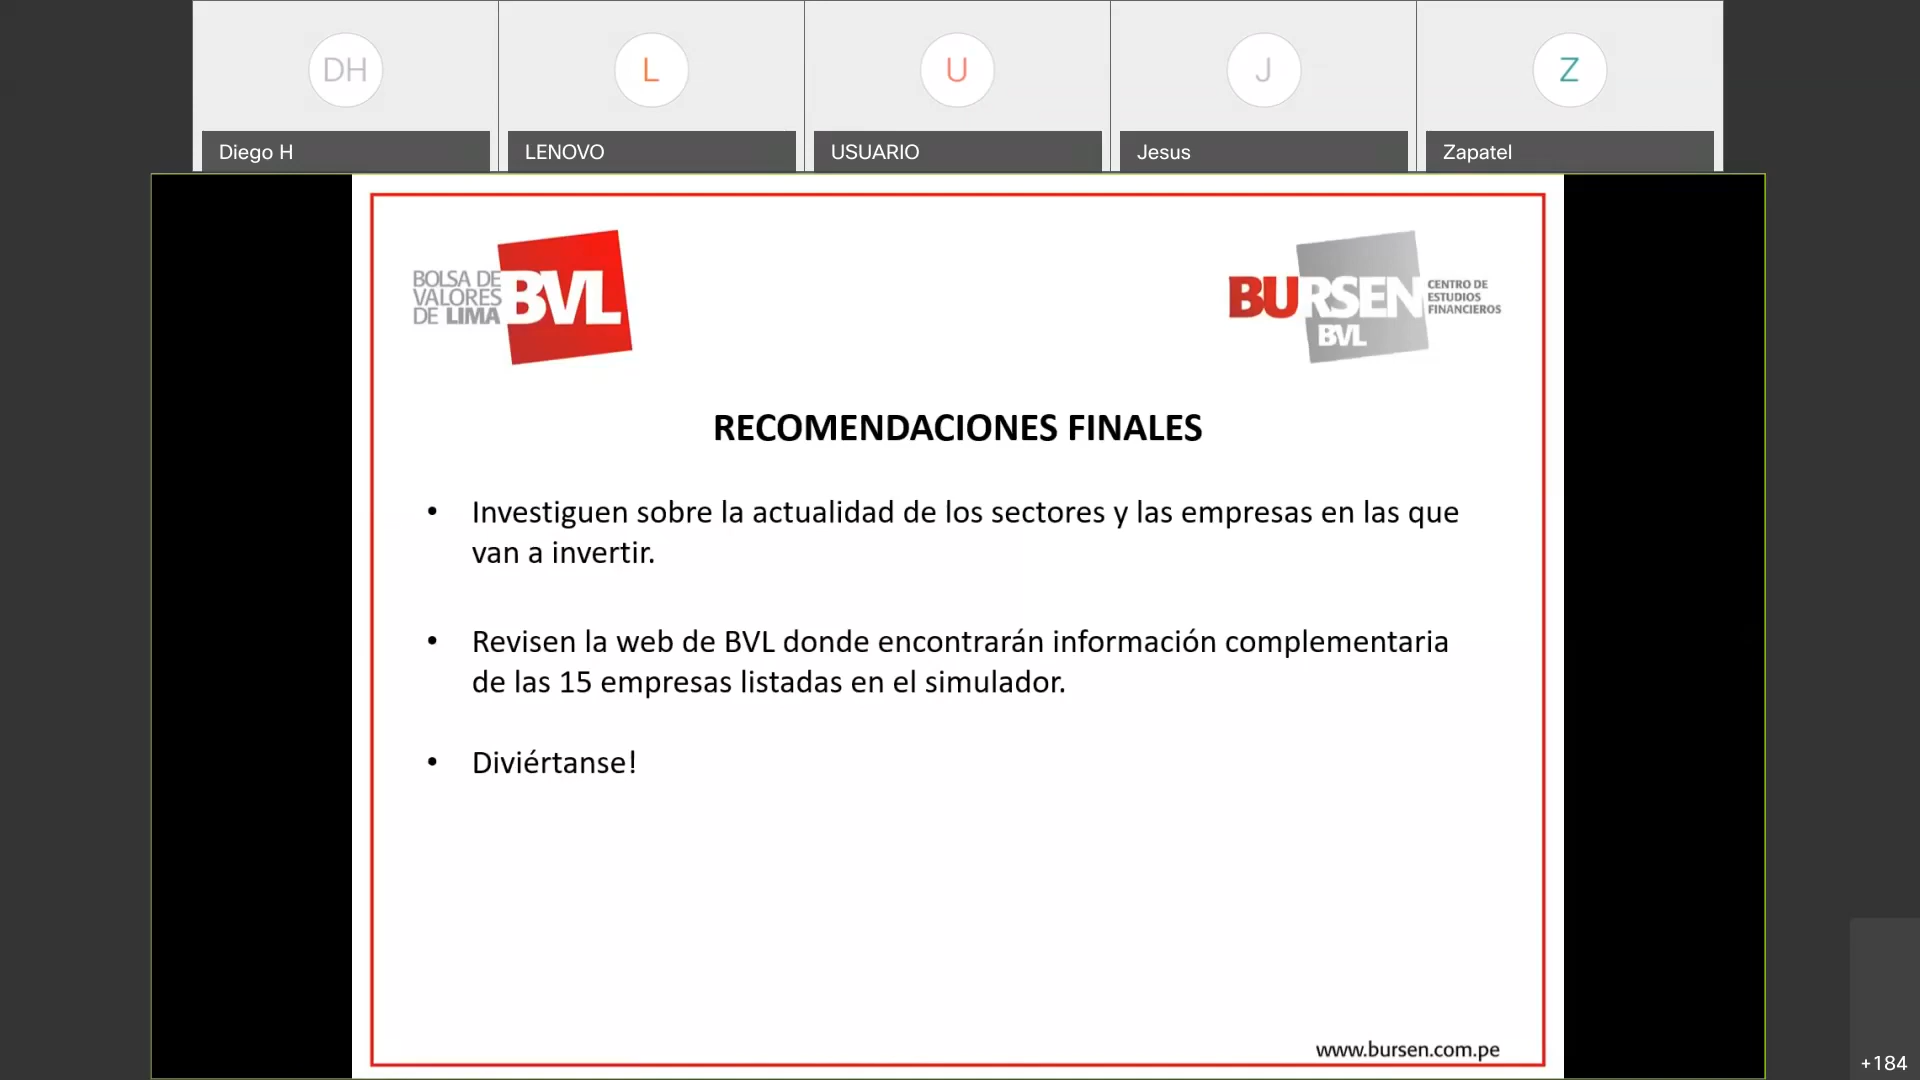 DH
L
U
J
Z
Diego H
LENOVO
USUARIO
Jesus
Zapatel
BOLSA DE
VALORES
DE LIMA
BVL
BURSEN
BVL
CENTRO DE
ESTUDIOS
FINANCIEROS
RECOMENDACIONES FINALES
• Investiguen sobre la actualidad de los sectores y las empresas en las que
van a invertir.
• Revisen la web de BVL donde encontrarán información complementaria
de las 15 empresas listadas en el simulador.
• Diviértanse!
www.bursen.com.pe
+184